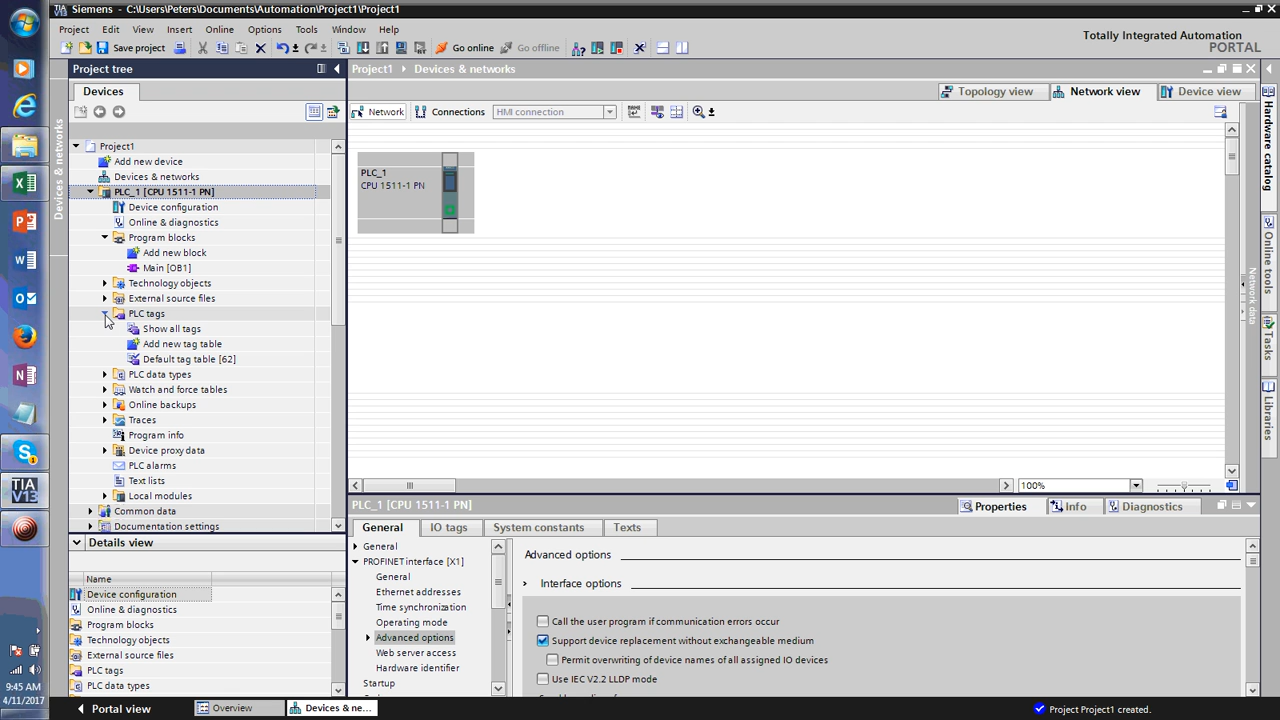 Siemens - C:\Users\Peters\Documents\Automation\Project1\Project1
Project Edit View Insert Online Options Tools Window Help
Totally Integrated Automation
PORTAL
Save project
Go online
Go offline
Project tree
Project1 Devices & networks
Devices
Topology view
Network view
Device view
Network
Connections
HMI connection
Devices & networks
Project1
Add new device
Devices & networks
PLC_1 [CPU 1511-1 PN]
Device configuration
Online & diagnostics
Program blocks
Add new block
Main [OB1]
Technology objects
External source files
PLC tags
Show all tags
Add new tag table
Default tag table [62]
PLC data types
Watch and force tables
Online backups
Traces
Program info
Device proxy data
PLC alarms
Text lists
Local modules
Common data
Documentation settings
Details view
Name
Device configuration
Online & diagnostics
Program blocks
Technology objects
External source files
PLC tags
PLC data types
PLC_1
CPU 1511-1 PN
Network data
100%
Hardware catalog
Online tools
Tasks
Libraries
PLC_1 [CPU 1511-1 PN]
Properties
Info
Diagnostics
General
IO tags
System constants
Texts
General
PROFINET interface [X1]
General
Ethernet addresses
Time synchronization
Operating mode
Advanced options
Web server access
Hardware identifier
Startup
Advanced options
Interface options
Call the user program if communication errors occur
Support device replacement without exchangeable medium
Permit overwriting of device names of all assigned IO devices
Use IEC V2.2 LLDP mode
TIA
V13
9:45 AM
4/11/2017
Portal view
Overview
Devices & ne...
Project Project1 created.